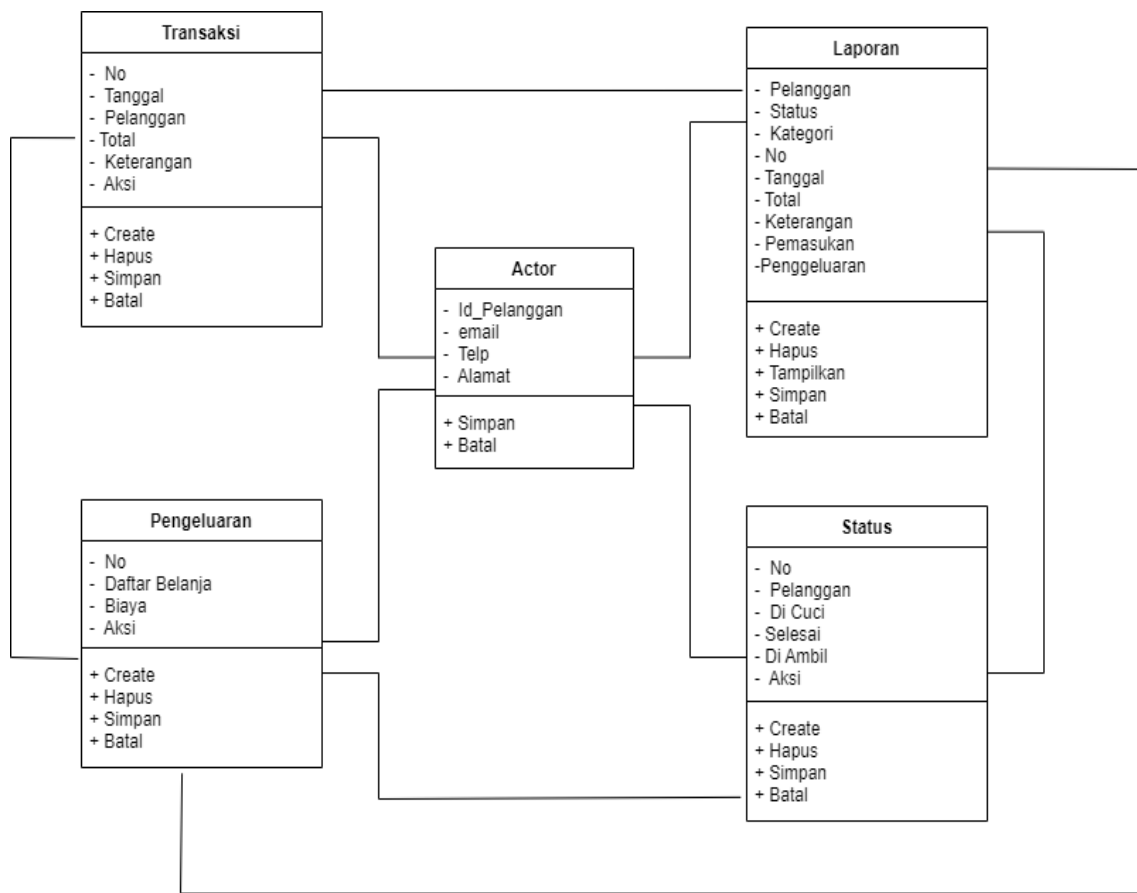 Transaksi
- No
- Tanggal
- Pelanggan
- Total
- Keterangan
- Aksi
+ Create
+ Hapus
+ Simpan
+ Batal
Laporan
- Pelanggan
- Status
- Kategori
- No
- Tanggal
- Total
- Keterangan
- Pemasukan
-Penggeluaran
+ Create
+ Hapus
+ Tampilkan
+ Simpan
+ Batal
Actor
- Id_Pelanggan
- email
- Telp
- Alamat
+ Simpan
+ Batal
Pengeluaran
- No
- Daftar Belanja
- Biaya
- Aksi
+ Create
+ Hapus
+ Simpan
+ Batal
Status
- No
- Pelanggan
- Di Cuci
- Selesai
- Di Ambil
- Aksi
+ Create
+ Hapus
+ Simpan
+ Batal